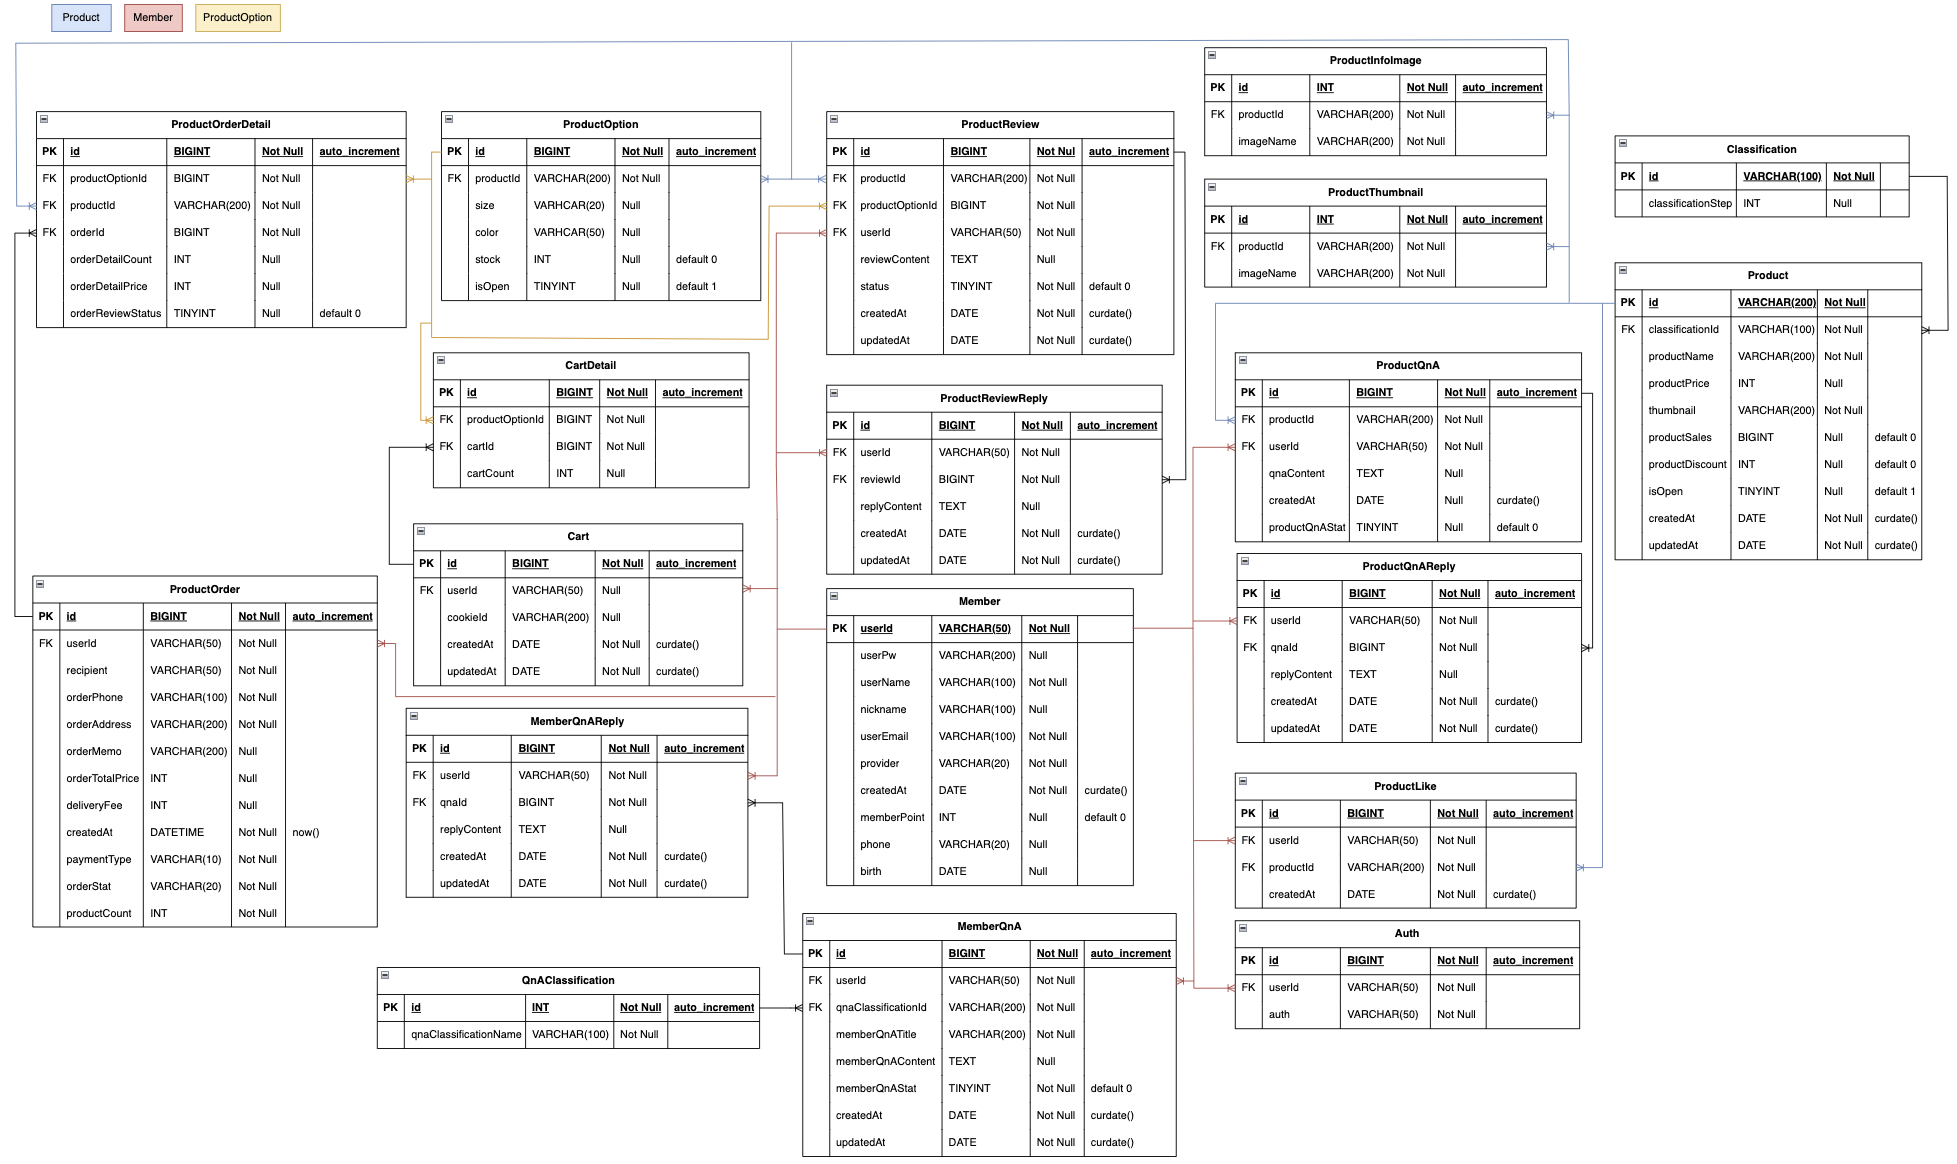 Product Member ProductOption
ProductOrderDetail
PK id BIGINT Not Null auto_increment
FK productOptionId BIGINT Not Null
FK productId VARCHAR(200) Not Null
FK orderId BIGINT Not Null
orderDetailCount INT Null
orderDetailPrice INT Null
orderReviewStatus TINYINT Null default 0
ProductOption
PK id BIGINT Not Null auto_increment
FK productId VARCHAR(200) Not Null
size VARHCAR(20) Null
color VARHCAR(50) Null
stock INT Null default 0
isOpen TINYINT Null default 1
ProductReview
PK id BIGINT Not Nul auto_increment
FK productId VARCHAR(200) Not Null
FK productOptionId BIGINT Not Null
FK userId VARCHAR(50) Not Null
reviewContent TEXT Null
status TINYINT Not Null default 0
createdAt DATE Not Null curdate()
updatedAt DATE Not Null curdate()
ProductInfoImage
PK id INT Not Null auto_increment
FK productId VARCHAR(200) Not Null
imageName VARCHAR(200) Not Null
ProductThumbnail
PK id INT Not Null auto_increment
FK productId VARCHAR(200) Not Null
imageName VARCHAR(200) Not Null
Classification
PK id VARCHAR(100) Not Null
classificationStep INT Null
Product
PK id VARCHAR(200) Not Null
FK classificationId VARCHAR(100) Not Null
productName VARCHAR(200) Not Null
productPrice INT Null
thumbnail VARCHAR(200) Not Null
productSales BIGINT Null default 0
productDiscount INT Null default 0
isOpen TINYINT Null default 1
createdAt DATE Not Null curdate()
updatedAt DATE Not Null curdate()
CartDetail
PK id BIGINT Not Null auto_increment
FK productOptionId BIGINT Not Null
FK cartId BIGINT Not Null
cartCount INT Null
ProductReviewReply
PK id BIGINT Not Null auto_increment
FK userId VARCHAR(50) Not Null
FK reviewId BIGINT Not Null
replyContent TEXT Null
createdAt DATE Not Null curdate()
updatedAt DATE Not Null curdate()
ProductQnA
PK id BIGINT Not Null auto_increment
FK productId VARCHAR(200) Not Null
FK userId VARCHAR(50) Not Null
qnaContent TEXT Null
createdAt DATE Null curdate()
productQnAStat TINYINT Null default 0
Cart
PK id BIGINT Not Null auto_increment
FK userId VARCHAR(50) Null
cookieId VARCHAR(200) Null
createdAt DATE Not Null curdate()
updatedAt DATE Not Null curdate()
ProductQnAReply
PK id BIGINT Not Null auto_increment
FK userId VARCHAR(50) Not Null
FK qnaId BIGINT Not Null
replyContent TEXT Null
createdAt DATE Not Null curdate()
updatedAt DATE Not Null curdate()
ProductOrder
PK id BIGINT Not Null auto_increment
FK userId VARCHAR(50) Not Null
recipient VARCHAR(50) Not Null
orderPhone VARCHAR(100) Not Null
orderAddress VARCHAR(200) Not Null
orderMemo VARCHAR(200) Null
orderTotalPrice INT Null
deliveryFee INT Null
createdAt DATETIME Not Null now()
paymentType VARCHAR(10) Not Null
orderStat VARCHAR(20) Not Null
productCount INT Not Null
Member
PK userId VARCHAR(50) Not Null
userPw VARCHAR(200) Null
userName VARCHAR(100) Not Null
nickname VARCHAR(100) Null
userEmail VARCHAR(100) Not Null
provider VARCHAR(20) Not Null
createdAt DATE Not Null curdate()
memberPoint INT Null default 0
phone VARCHAR(20) Null
birth DATE Null
MemberQnAReply
PK id BIGINT Not Null auto_increment
FK userId VARCHAR(50) Not Null
FK qnaId BIGINT Not Null
replyContent TEXT Null
createdAt DATE Not Null curdate()
updatedAt DATE Not Null curdate()
ProductLike
PK id BIGINT Not Null auto_increment
FK userId VARCHAR(50) Not Null
FK productId VARCHAR(200) Not Null
createdAt DATE Not Null curdate()
MemberQnA
PK id BIGINT Not Null auto_increment
FK userId VARCHAR(50) Not Null
FK qnaClassificationId VARCHAR(200) Not Null
memberQnATitle VARCHAR(200) Not Null
memberQnAContent TEXT Null
memberQnAStat TINYINT Not Null default 0
createdAt DATE Not Null curdate()
updatedAt DATE Not Null curdate()
Auth
PK id BIGINT Not Null auto_increment
FK userId VARCHAR(50) Not Null
auth VARCHAR(50) Not Null
QnAClassification
PK id INT Not Null auto_increment
qnaClassificationName VARCHAR(100) Not Null